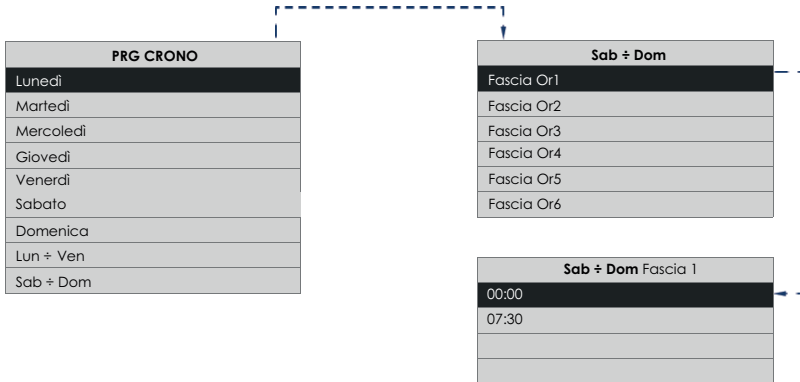 PRG CRONO
Lunedì
Martedì
Mercoledì
Giovedì
Venerdì
Sabato
Domenica
Lun ÷ Ven
Sab ÷ Dom
Sab ÷ Dom
Fascia Or1
Fascia Or2
Fascia Or3
Fascia Or4
Fascia Or5
Fascia Or6
Sab ÷ Dom Fascia 1
00:00
07:30